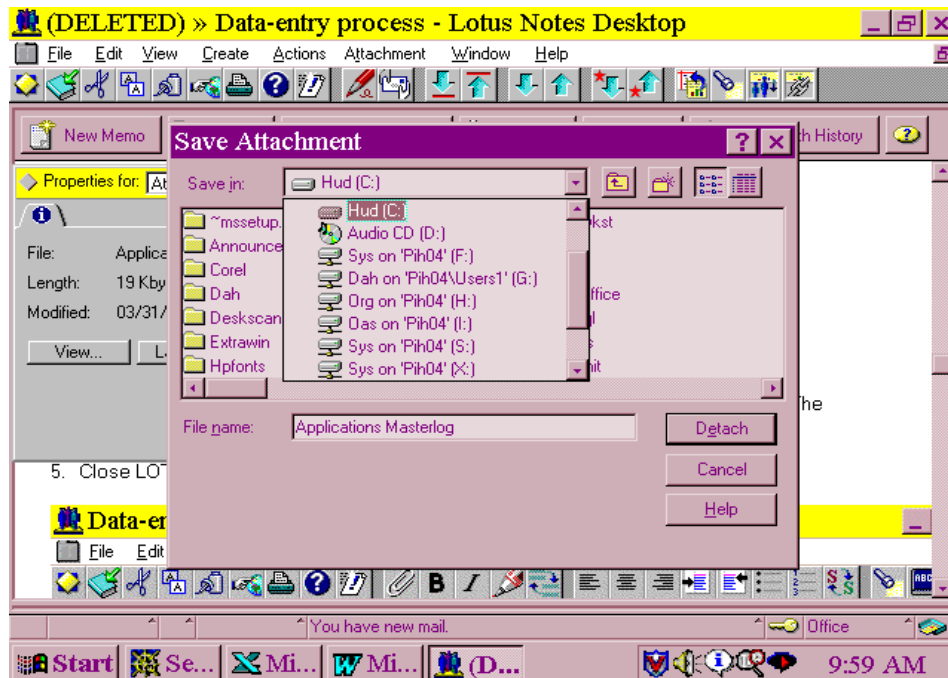 (DELETED) » Data-entry process - Lotus Notes Desktop
File Edit View Create Actions Attachment Window Help
New Memo
h History
Save Attachment
Properties for:
Save in: Hud (C:)
Hud (C:)
Audio CD (D:)
Sys on 'Pih04' (F:)
Dah on 'Pih04\Users1' (G:)
Org on 'Pih04' (H:)
Oas on 'Pih04' (I:)
Sys on 'Pih04' (S:)
Sys on 'Pih04' (X:)
~mssetup.
Announce
Corel
Dah
Deskscan
Extrawin
Hpfonts
kst
ffice
File: Applica
Length: 19 Kby
Modified: 03/31/
View... L
File name: Applications Masterlog
Detach
Cancel
Help
he
5. Close LOT
Data-en
File Edit
B I
ABC
You have new mail.
Office
Start Se... Mi... Mi... (D... 9:59 AM